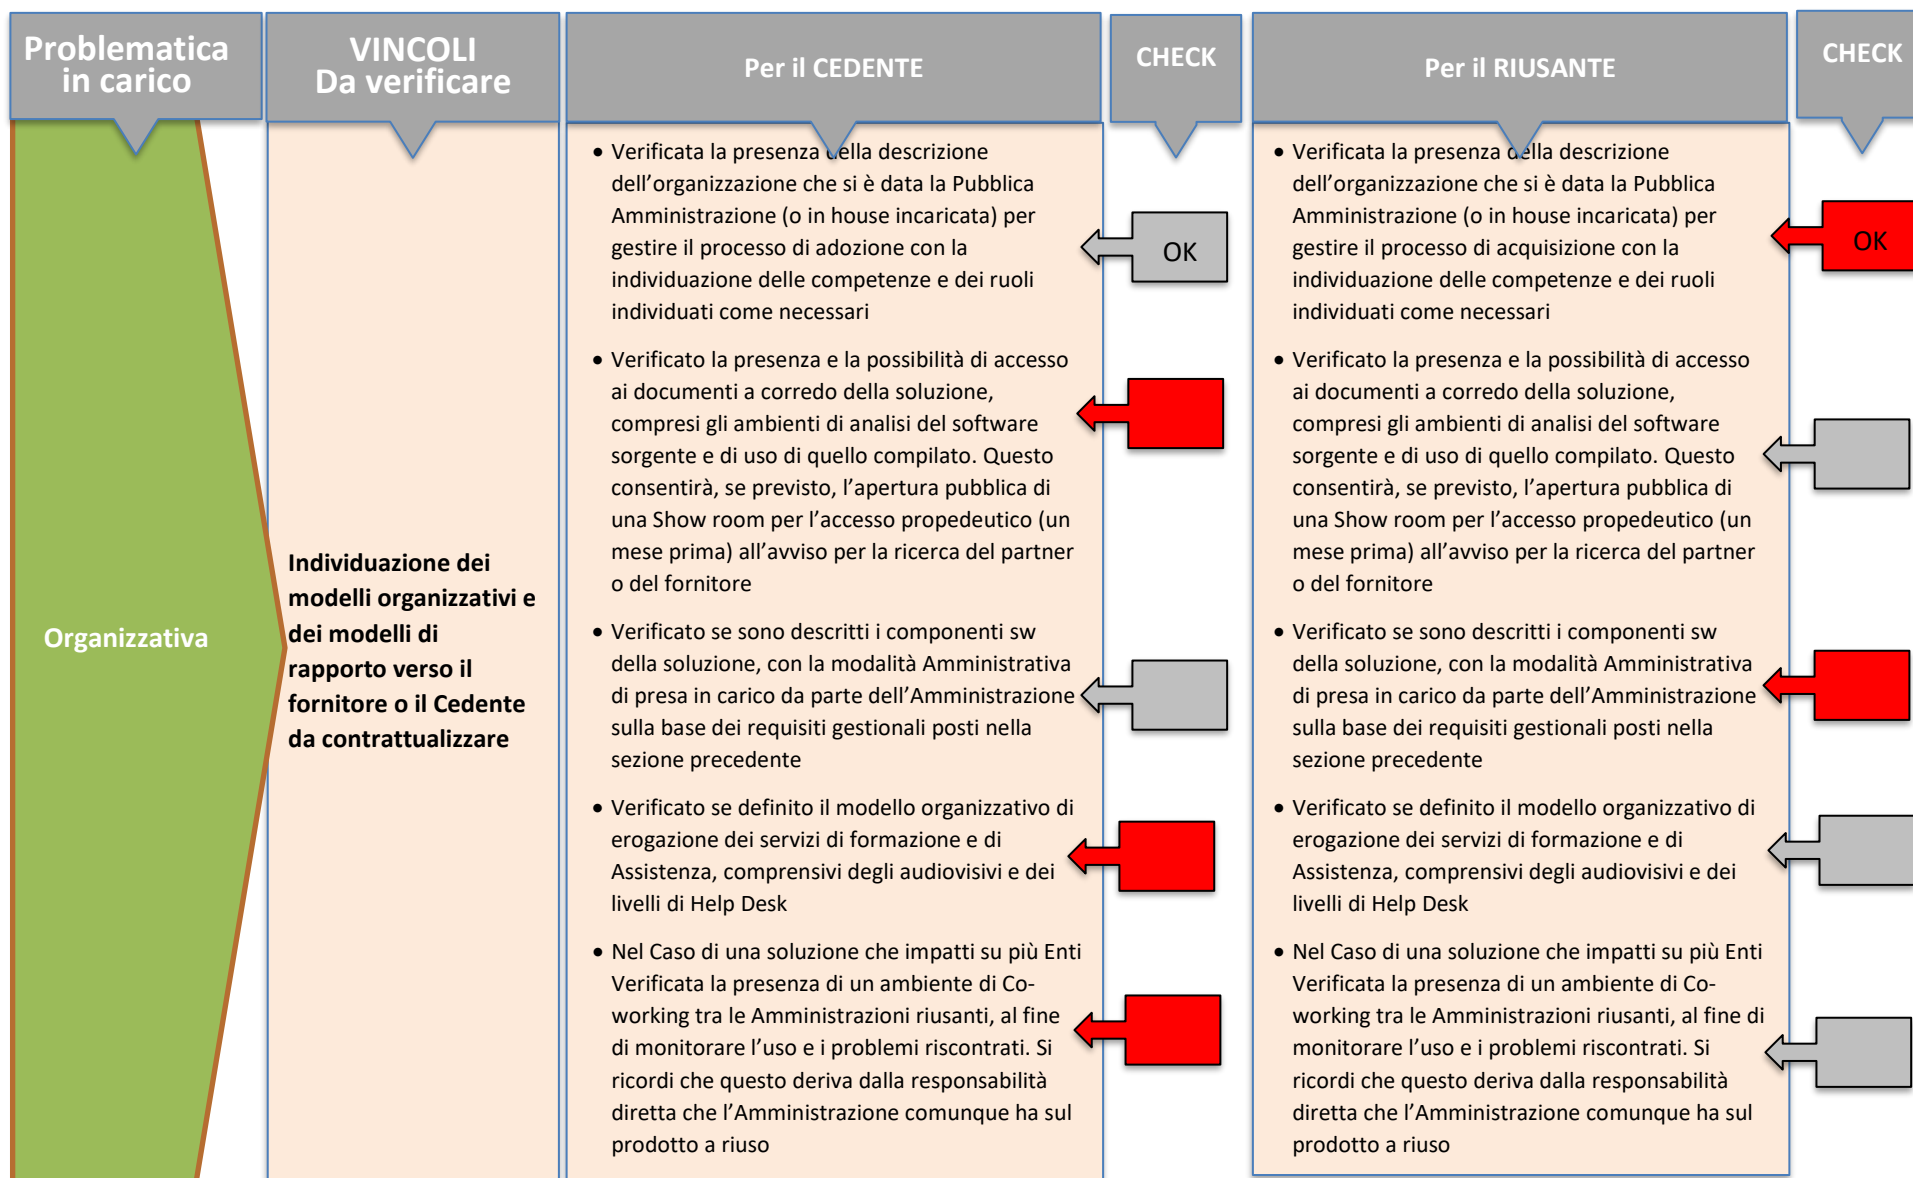 Problematica
in carico
VINCOLI
Da verificare
Per il CEDENTE
CHECK
Per il RIUSANTE
CHECK
Organizzativa
Individuazione dei
modelli organizzativi e
dei modelli di
rapporto verso il
fornitore o il Cedente
da contrattualizzare
• Verificata la presenza della descrizione
dell’organizzazione che si è data la Pubblica
Amministrazione (o in house incaricata) per
gestire il processo di adozione con la
individuazione delle competenze e dei ruoli
individuati come necessari
• Verificato la presenza e la possibilità di accesso
ai documenti a corredo della soluzione,
compresi gli ambienti di analisi del software
sorgente e di uso di quello compilato. Questo
consentirà, se previsto, l’apertura pubblica di
una Show room per l’accesso propedeutico (un
mese prima) all’avviso per la ricerca del partner
o del fornitore
• Verificato se sono descritti i componenti sw
della soluzione, con la modalità Amministrativa
di presa in carico da parte dell’Amministrazione
sulla base dei requisiti gestionali posti nella
sezione precedente
• Verificato se definito il modello organizzativo di
erogazione dei servizi di formazione e di
Assistenza, comprensivi degli audiovisivi e dei
livelli di Help Desk
• Nel Caso di una soluzione che impatti su più Enti
Verificata la presenza di un ambiente di Co-
working tra le Amministrazioni riusanti, al fine
di monitorare l’uso e i problemi riscontrati. Si
ricordi che questo deriva dalla responsabilità
diretta che l’Amministrazione comunque ha sul
prodotto a riuso
OK
• Verificata la presenza della descrizione
dell’organizzazione che si è data la Pubblica
Amministrazione (o in house incaricata) per
gestire il processo di acquisizione con la
individuazione delle competenze e dei ruoli
individuati come necessari
• Verificato la presenza e la possibilità di accesso
ai documenti a corredo della soluzione,
compresi gli ambienti di analisi del software
sorgente e di uso di quello compilato. Questo
consentirà, se previsto, l’apertura pubblica di
una Show room per l’accesso propedeutico (un
mese prima) all’avviso per la ricerca del partner
o del fornitore
• Verificato se sono descritti i componenti sw
della soluzione, con la modalità Amministrativa
di presa in carico da parte dell’Amministrazione
sulla base dei requisiti gestionali posti nella
sezione precedente
• Verificato se definito il modello organizzativo di
erogazione dei servizi di formazione e di
Assistenza, comprensivi degli audiovisivi e dei
livelli di Help Desk
• Nel Caso di una soluzione che impatti su più Enti
Verificata la presenza di un ambiente di Co-
working tra le Amministrazioni riusanti, al fine di
monitorare l’uso e i problemi riscontrati. Si
ricordi che questo deriva dalla responsabilità
diretta che l’Amministrazione comunque ha sul
prodotto a riuso
OK